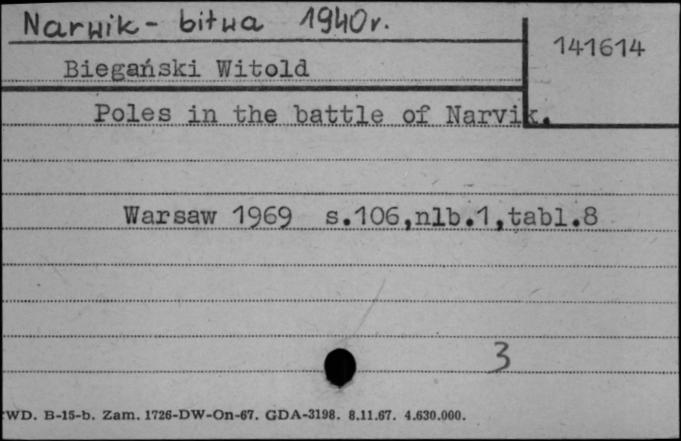 Narwik - bitwa 1940r.
141614
Biegański Witold
Poles in the battle of Narvik.
Warsaw 1969 s.106,nlb.1,tabl.8
3
WD. B-15-b. Zam. 1726-DW-On-67. GDA-3198. 8.11.67. 4.630.000.